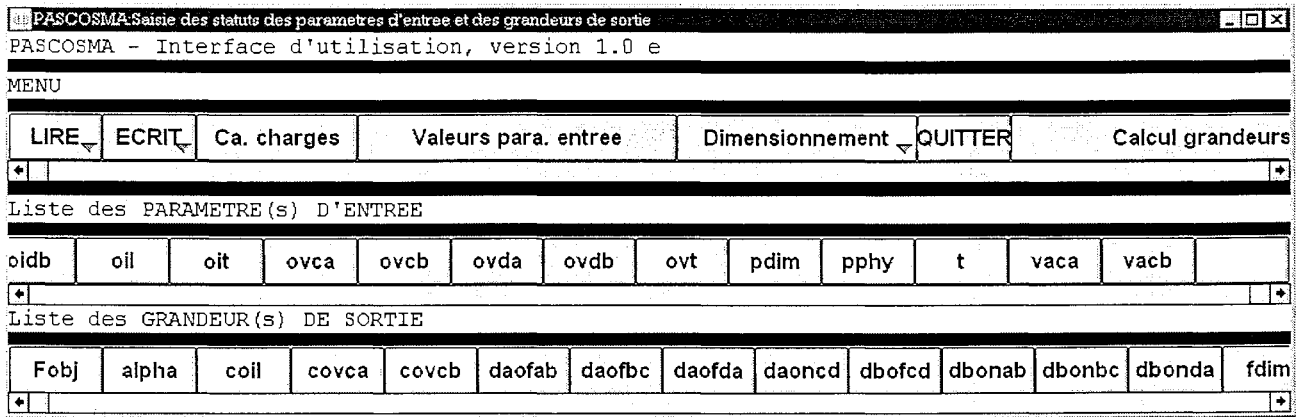 PASCOSMA:Saisie des statuts des parametres d'entree et des grandeurs de sortie
PASCOSMA - Interface d'utilisation, version 1.0 e
MENU
LIRE ECRIT Ca. charges Valeurs para. entree Dimensionnement QUITTER Calcul grandeurs
Liste des PARAMETRE(s) D'ENTREE
oidb oil oit ovca ovcb ovda ovdb ovt pdim pphy t vaca vacb
Liste des GRANDEUR(s) DE SORTIE
Fobj alpha coil covca covcb daofab daofbc daofda daoncd dbofcd dbonab dbonbc dbonda fdim